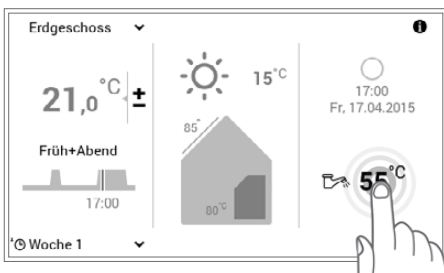 Erdgeschoss
21,0 °C ±
Früh+Abend
17:00
Woche 1
15°C
85°
80 °C
17:00
Fr, 17.04.2015
55°C